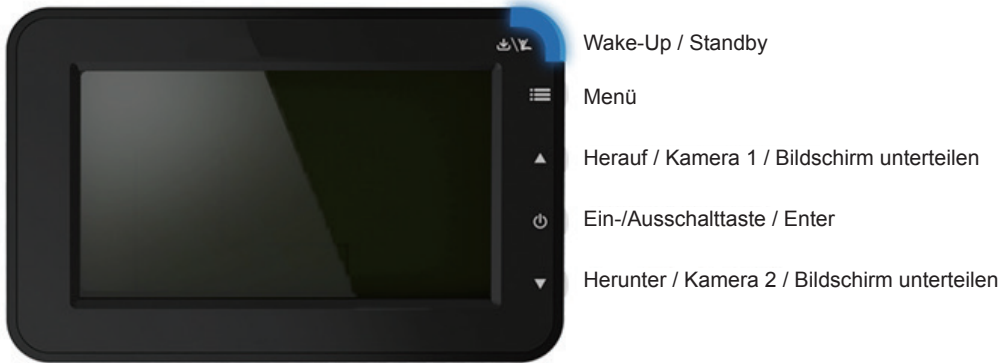 Wake-Up / Standby
Menü
Herauf / Kamera 1 / Bildschirm unterteilen
Ein-/Ausschalttaste / Enter
Herunter / Kamera 2 / Bildschirm unterteilen